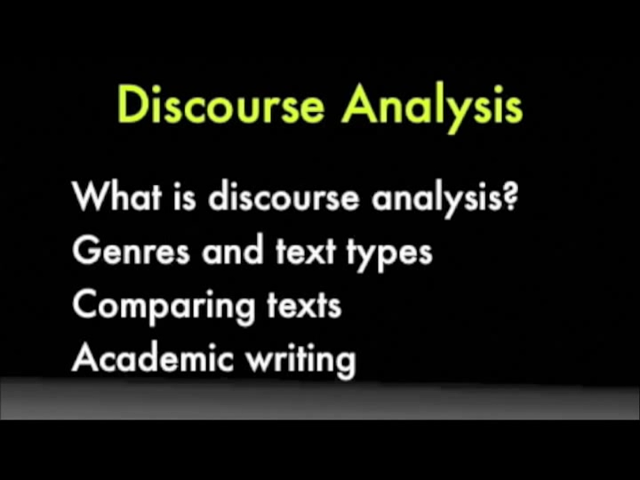 Discourse Analysis
What is discourse analysis?
Genres and text types
Comparing texts
Academic writing